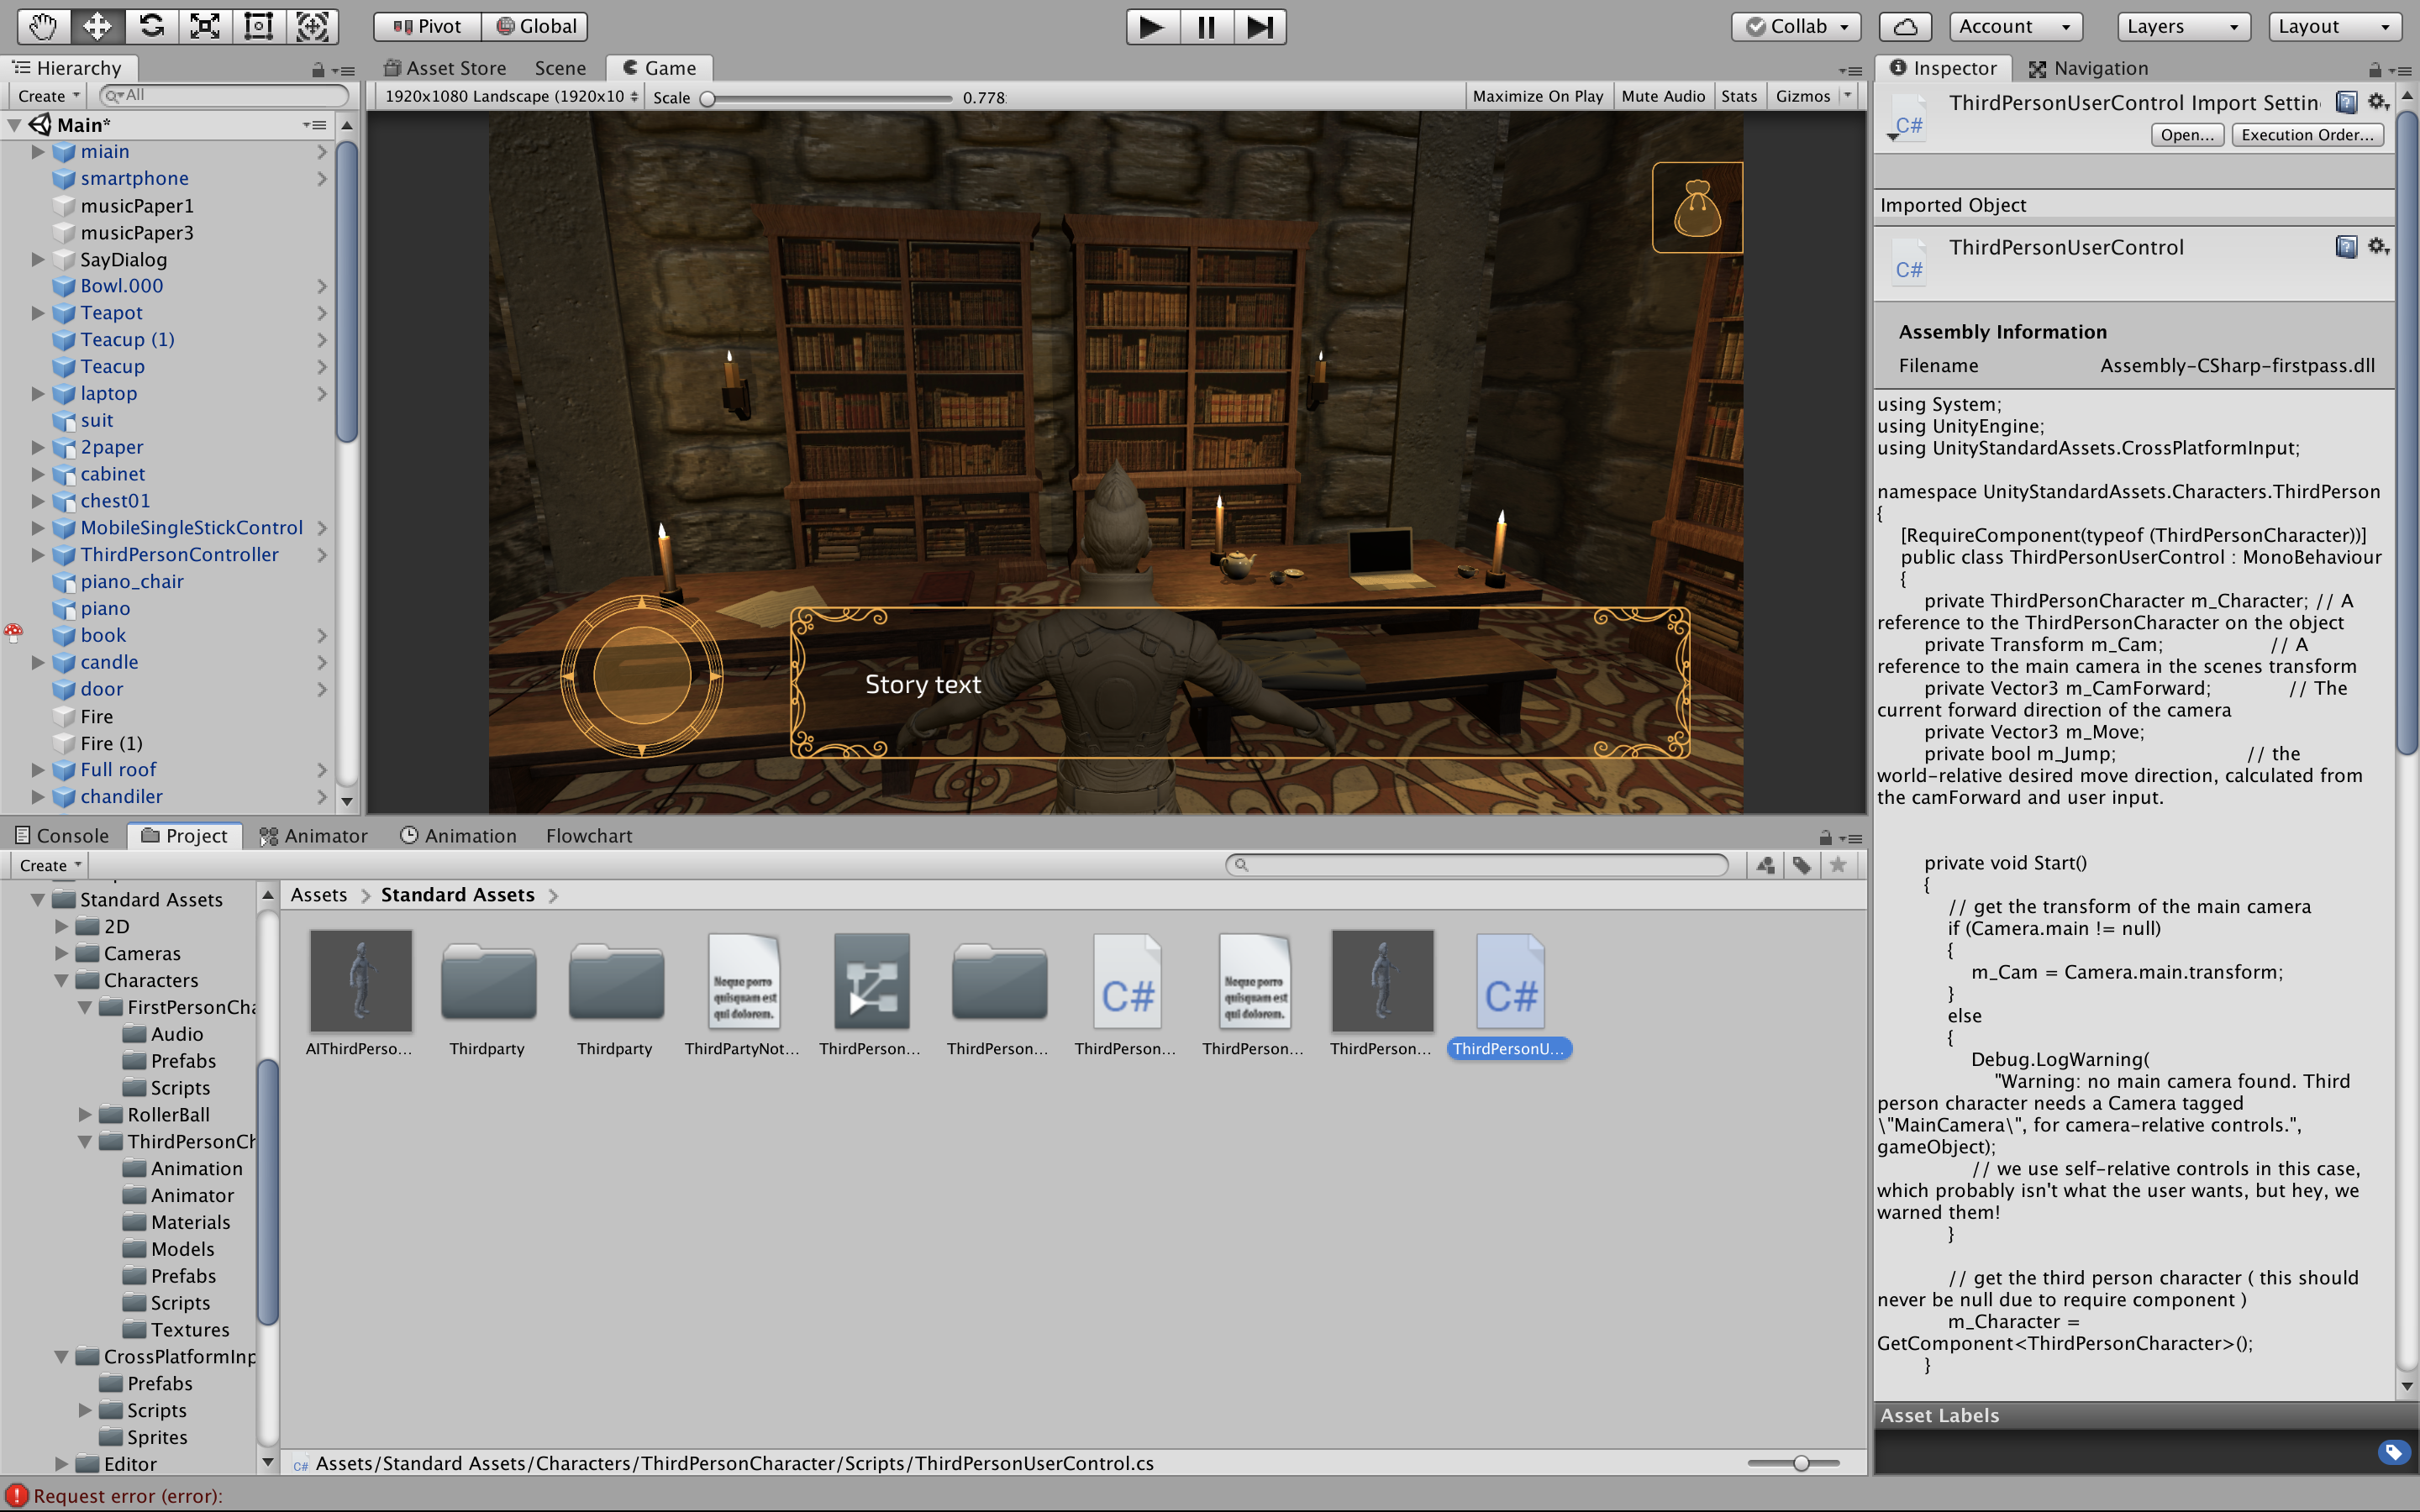 Pivot
Global
Collab
Account
Layers
Layout
Hierarchy
Asset Store
Scene
Game
Inspector
Navigation
Create
All
1920x1080 Landscape (1920x10
Scale
0.778
Maximize On Play
Mute Audio
Stats
Gizmos
Main*
miain
smartphone
musicPaper1
musicPaper3
SayDialog
Bowl.000
Teapot
Teacup (1)
Teacup
laptop
suit
2paper
cabinet
chest01
MobileSingleStickControl
ThirdPersonController
piano_chair
piano
book
candle
door
Fire
Fire (1)
Full roof
chandiler
Story text
ThirdPersonUserControl Import Settin
Open...
Execution Order...
Imported Object
ThirdPersonUserControl
C#
C#
Assembly Information
Filename
Assembly-CSharp-firstpass.dll
using System;
using UnityEngine;
using UnityStandardAssets.CrossPlatformInput;
namespace UnityStandardAssets.Characters.ThirdPerson
{
[RequireComponent(typeof (ThirdPersonCharacter))]
public class ThirdPersonUserControl : MonoBehaviour
{
private ThirdPersonCharacter m_Character; // A
reference to the ThirdPersonCharacter on the object
private Transform m_Cam; // A
reference to the main camera in the scenes transform
private Vector3 m_CamForward; // The
current forward direction of the camera
private Vector3 m_Move;
private bool m_Jump; // the
world-relative desired move direction, calculated from
the camForward and user input.
private void Start()
{
// get the transform of the main camera
if (Camera.main != null)
{
m_Cam = Camera.main.transform;
}
else
{
Debug.LogWarning(
"Warning: no main camera found. Third
person character needs a Camera tagged
\"MainCamera\", for camera-relative controls.",
gameObject);
// we use self-relative controls in this case,
which probably isn't what the user wants, but hey, we
warned them!
}
// get the third person character ( this should
never be null due to require component )
m_Character =
GetComponent<ThirdPersonCharacter>();
}
Asset Labels
Console
Project
Animator
Animation
Flowchart
Create
Standard Assets
2D
Cameras
Characters
FirstPersonCha
Audio
Prefabs
Scripts
RollerBall
ThirdPersonCh
Animation
Animator
Materials
Models
Prefabs
Scripts
Textures
CrossPlatformInp
Prefabs
Scripts
Sprites
Editor
Assets
Standard Assets
Neque porro
quisquam est
qui dolorem.
C#
Neque porro
quisquam est
qui dolorem.
C#
AIThirdPerso...
Thirdparty
Thirdparty
ThirdPartyNot...
ThirdPerson...
ThirdPerson...
ThirdPerson...
ThirdPerson...
ThirdPerson...
ThirdPersonU...
C# Assets/Standard Assets/Characters/ThirdPersonCharacter/Scripts/ThirdPersonUserControl.cs
Request error (error):